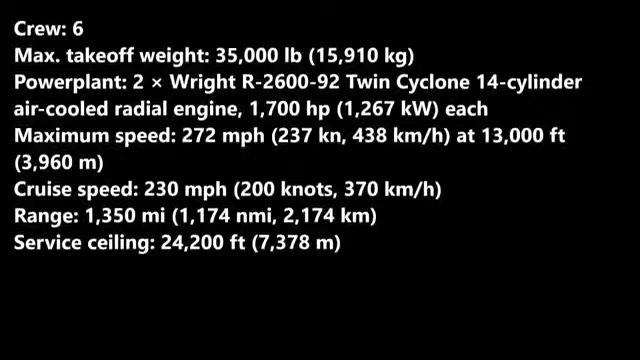 Crew: 6
Max. takeoff weight: 35,000 lb (15,910 kg)
Powerplant: 2 × Wright R-2600-92 Twin Cyclone 14-cylinder
air-cooled radial engine, 1,700 hp (1,267 kW) each
Maximum speed: 272 mph (237 kn, 438 km/h) at 13,000 ft
(3,960 m)
Cruise speed: 230 mph (200 knots, 370 km/h)
Range: 1,350 mi (1,174 nmi, 2,174 km)
Service ceiling: 24,200 ft (7,378 m)